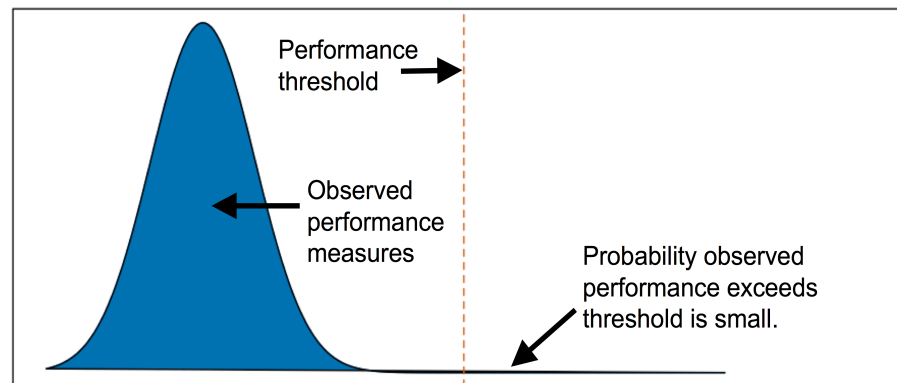 Performance
threshold
Observed
performance
measures
Probability observed
performance exceeds
threshold is small.